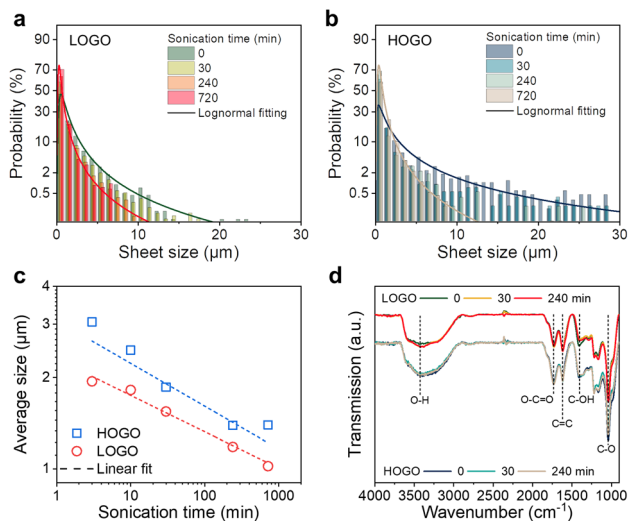 a
LOGO
Sonication time (min)
0
30
240
720
Lognormal fitting
Probability (%)
90
70
50
30
10
2
0.5
0
10
20
30
Sheet size (μm)
b
HOGO
Sonication time (min)
0
30
240
720
Lognormal fitting
Probability (%)
90
70
50
30
10
2
0.5
0
10
20
30
Sheet size (μm)
c
Average size (μm)
4
3
2
1
HOGO
LOGO
Linear fit
1
10
100
1000
Sonication time (min)
d
Transmission (a.u.)
LOGO 0 30 240 min
O-H
O-C=O
C=C
C-OH
C-O
HOGO 0 30 240 min
4000 3000 2000 1000
Wavenumber (cm⁻¹)